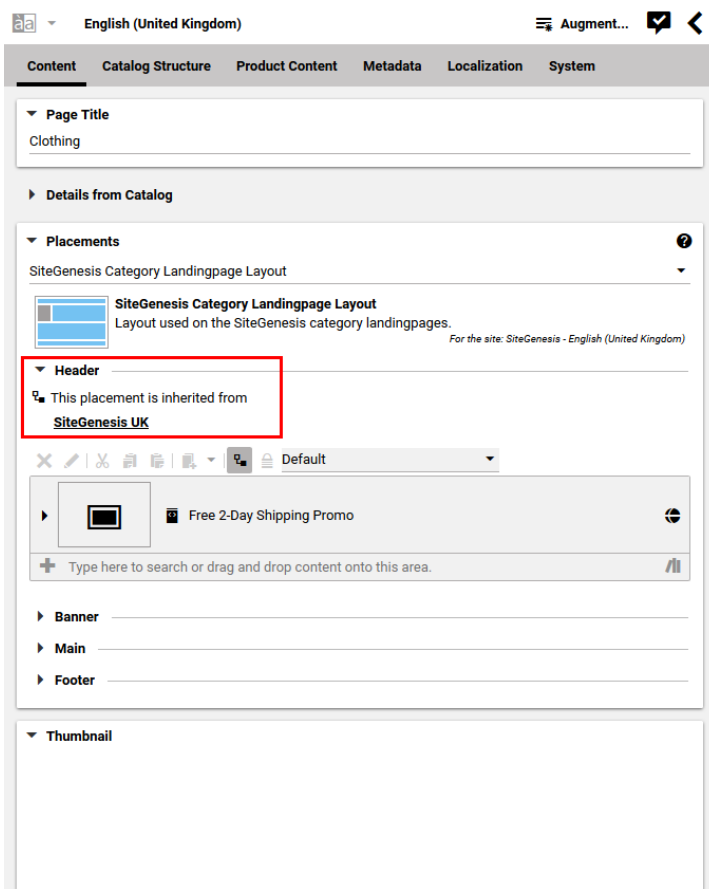 àa English (United Kingdom) Augment...
Content Catalog Structure Product Content Metadata Localization System
Page Title
Clothing
Details from Catalog
Placements
SiteGenesis Category Landingpage Layout
SiteGenesis Category Landingpage Layout
Layout used on the SiteGenesis category landingpages.
For the site: SiteGenesis - English (United Kingdom)
Header
This placement is inherited from
SiteGenesis UK
Default
Free 2-Day Shipping Promo
Type here to search or drag and drop content onto this area.
Banner
Main
Footer
Thumbnail